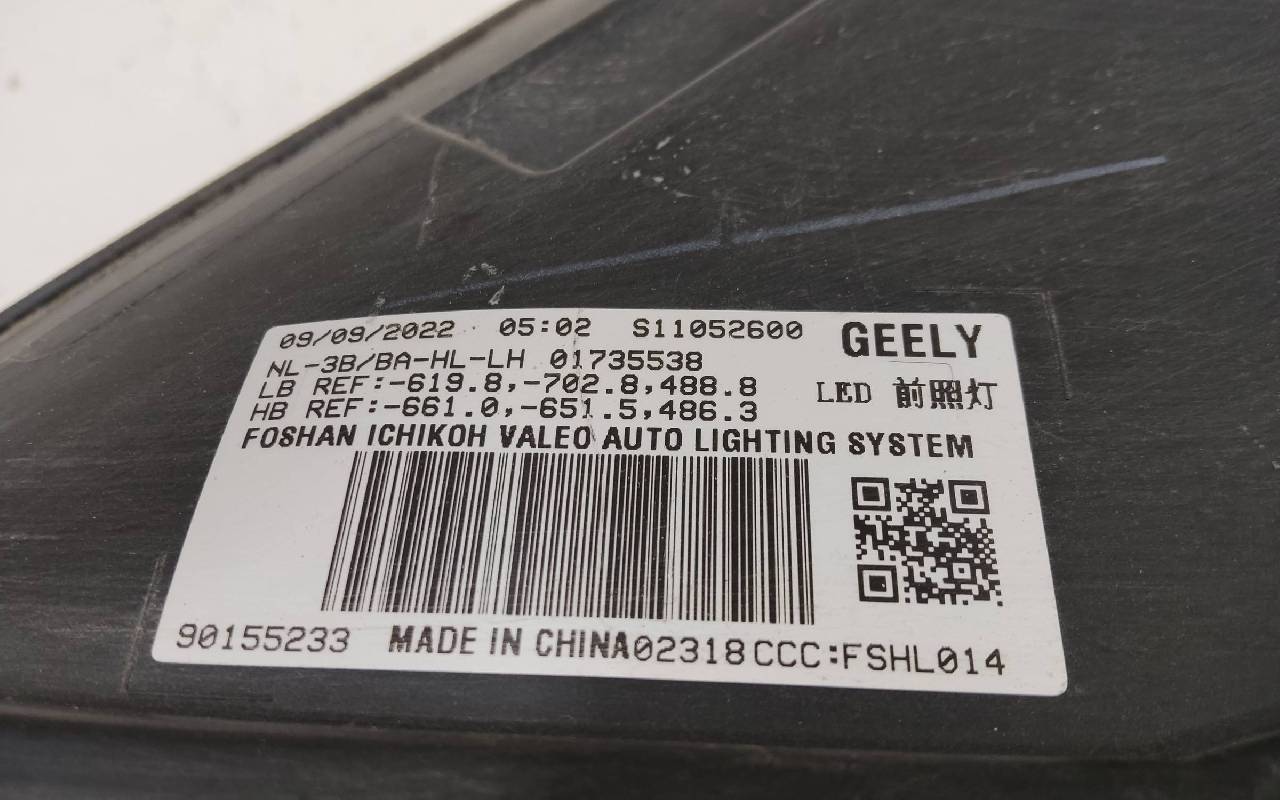 09/09/2022 05:02 S11052600 GEELY
NL-3B/BA-HL-LH 01735538
LB REF:-619.8,-702.8,488.8 LED 前照灯
HB REF:-661.0,-651.5,486.3
FOSHAN ICHIKOH VALEO AUTO LIGHTING SYSTEM
90155233 MADE IN CHINA 02318 CCC:FSHL014